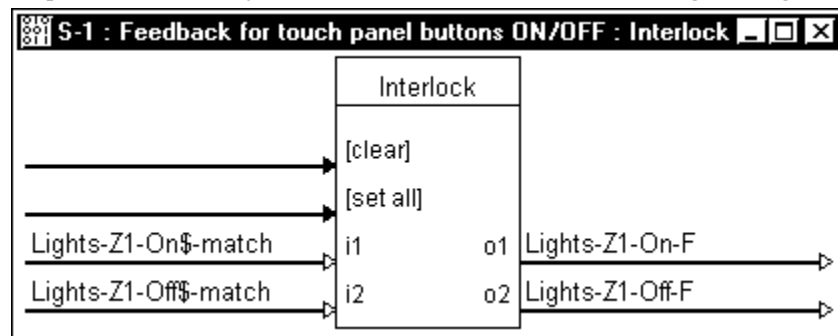 S-1 : Feedback for touch panel buttons ON/OFF : Interlock
Interlock
[clear]
[set all]
Lights-Z1-On$-match i1 o1 Lights-Z1-On-F
Lights-Z1-Off$-match i2 o2 Lights-Z1-Off-F